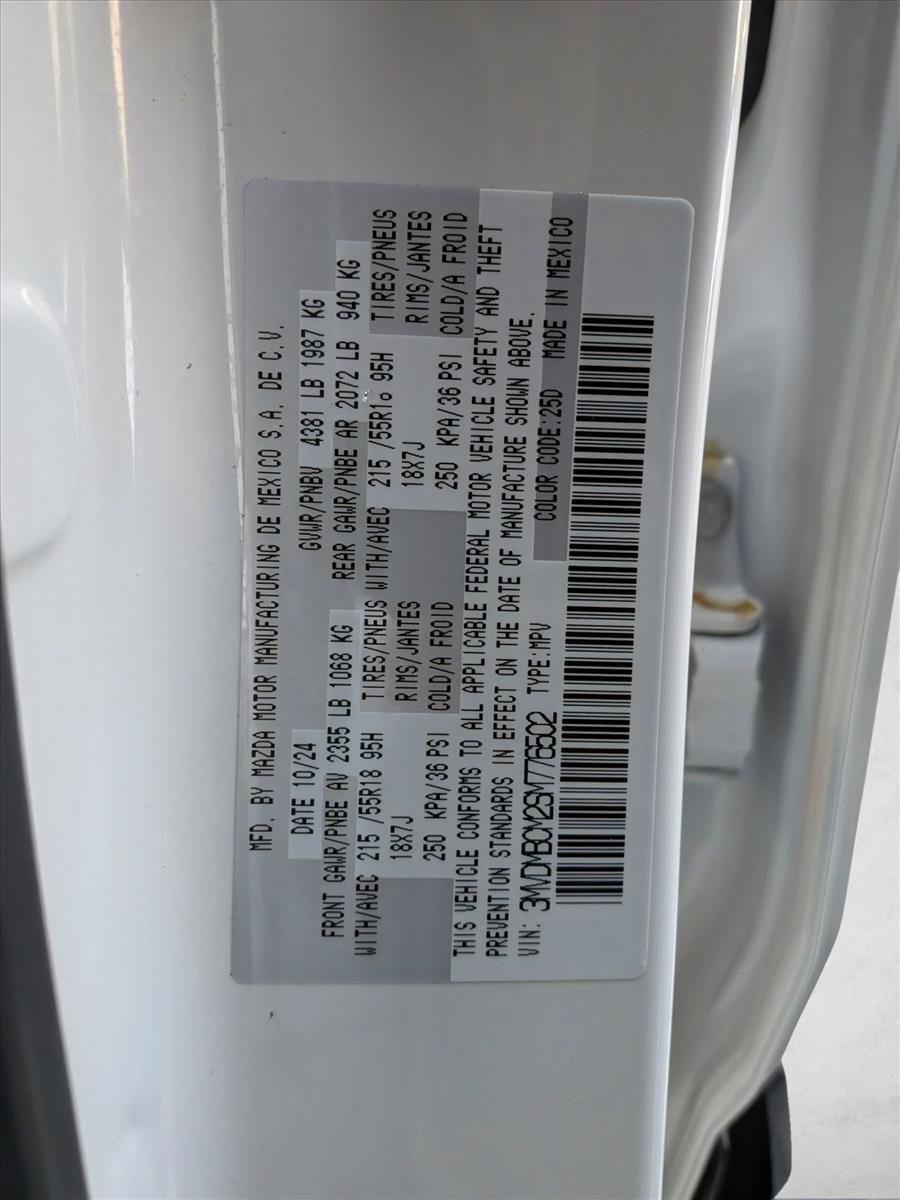 MFD. BY MAZDA MOTOR MANUFACTURING DE MEXICO S.A. DE C.V.
DATE 10/24 GVWR/PNBV 4381 LB 1987 KG
FRONT GAWR/PNBE AV 2355 LB 1068 KG REAR GAWR/PNBE AR 2072 LB 940 KG
WITH/AVEC 215 /55R18 95H TIRES/PNEUS WITH/AVEC 215 /55R18 95H TIRES/PNEUS
18X7J RIMS/JANTES 18X7J RIMS/JANTES
250 KPA/36 PSI COLD/A FROID 250 KPA/36 PSI COLD/A FROID
THIS VEHICLE CONFORMS TO ALL APPLICABLE FEDERAL MOTOR VEHICLE SAFETY AND THEFT
PREVENTION STANDARDS IN EFFECT ON THE DATE OF MANUFACTURE SHOWN ABOVE.
VIN: 3MVDMBCM2SM776502 TYPE:MPV COLOR CODE:25D MADE IN MEXICO